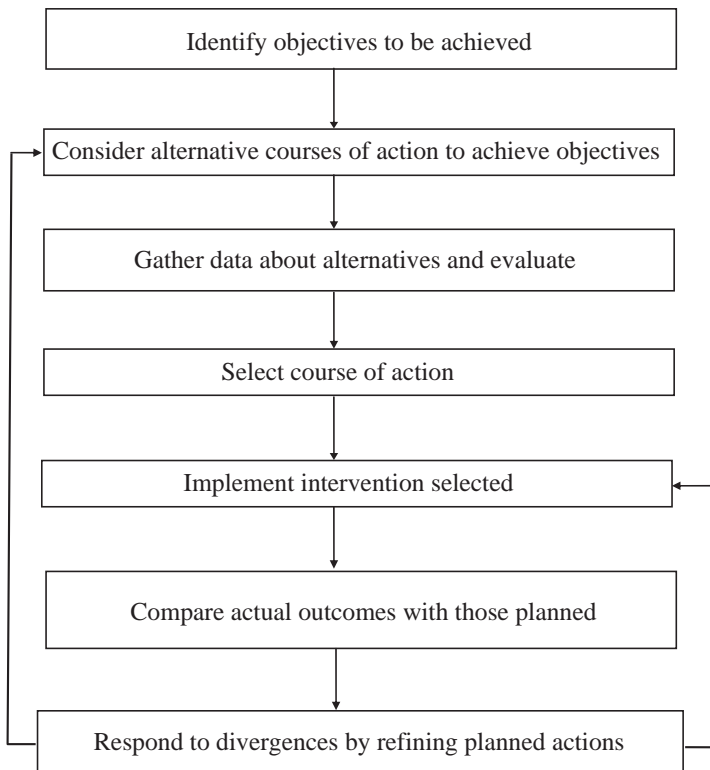 Identify objectives to be achieved
Consider alternative courses of action to achieve objectives
Gather data about alternatives and evaluate
Select course of action
Implement intervention selected
Compare actual outcomes with those planned
Respond to divergences by refining planned actions